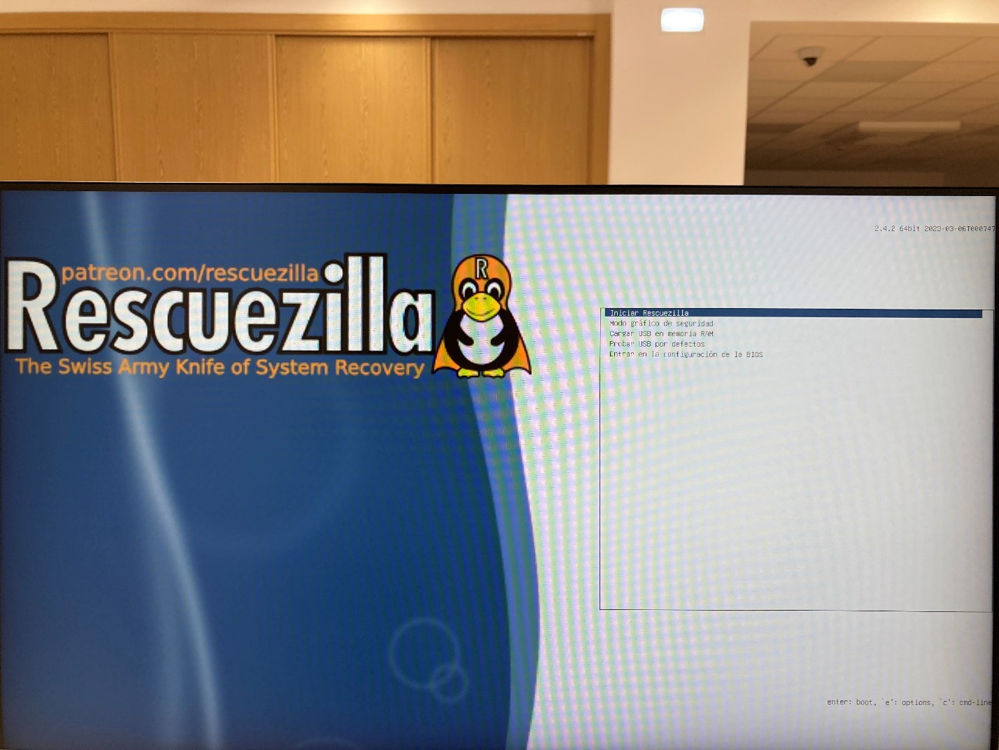 2.4.2 64bit 2023-03-06T000747
patreon.com/rescuezilla
Rescuezilla
R
The Swiss Army Knife of System Recovery
Iniciar Rescuezilla
Modo gráfico de seguridad
Cargar USB en memoria RAM
Probar USB por defectos
Entrar en la configuración de la BIOS
enter: boot, `e': options, `c': cmd-line